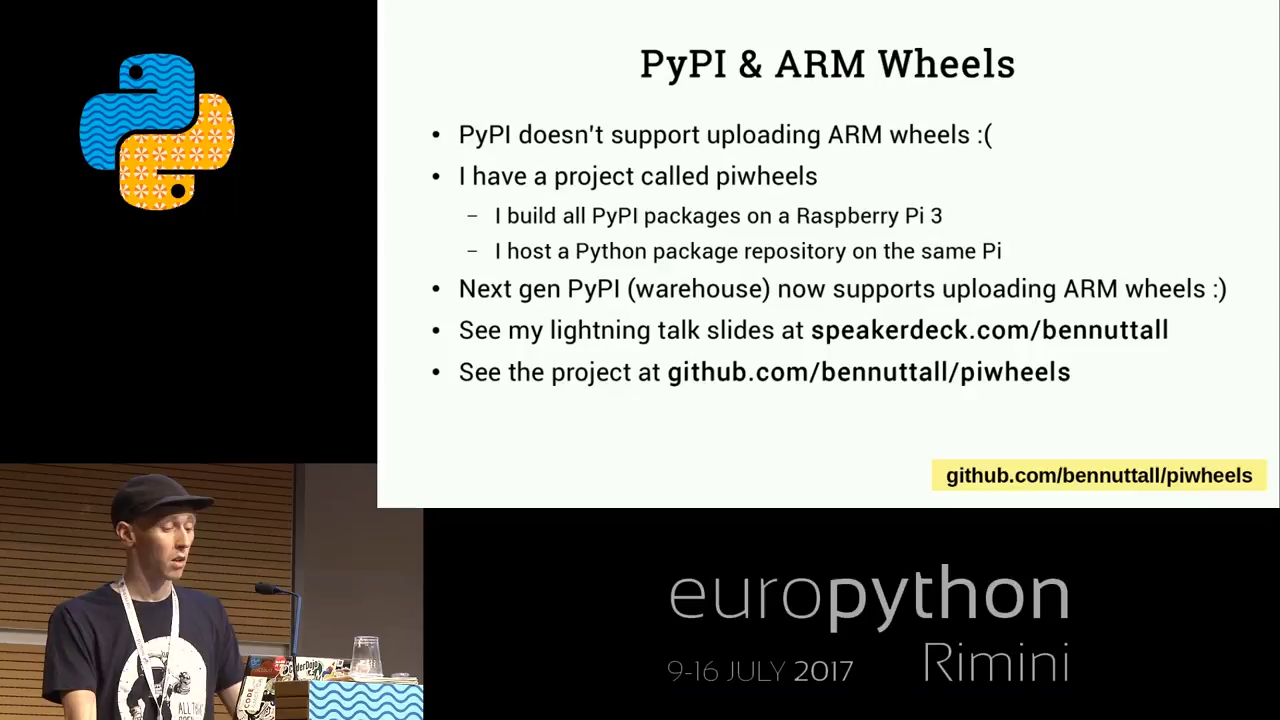 PyPI & ARM Wheels
• PyPI doesn't support uploading ARM wheels :(
• I have a project called piwheels
– I build all PyPI packages on a Raspberry Pi 3
– I host a Python package repository on the same Pi
• Next gen PyPI (warehouse) now supports uploading ARM wheels :)
• See my lightning talk slides at speakerdeck.com/bennuttall
• See the project at github.com/bennuttall/piwheels
github.com/bennuttall/piwheels
europython
Rimini
9-16 JULY 2017
CODE
ALL